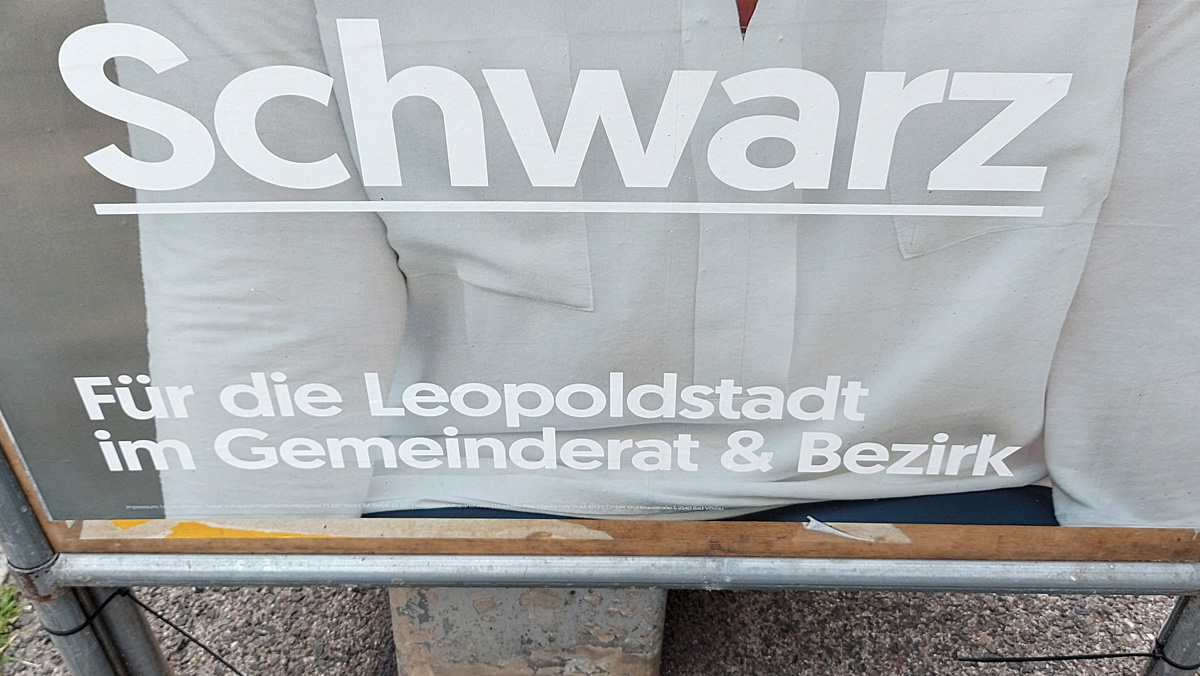 Schwarz
Für die Leopoldstadt
im Gemeinderat & Bezirk